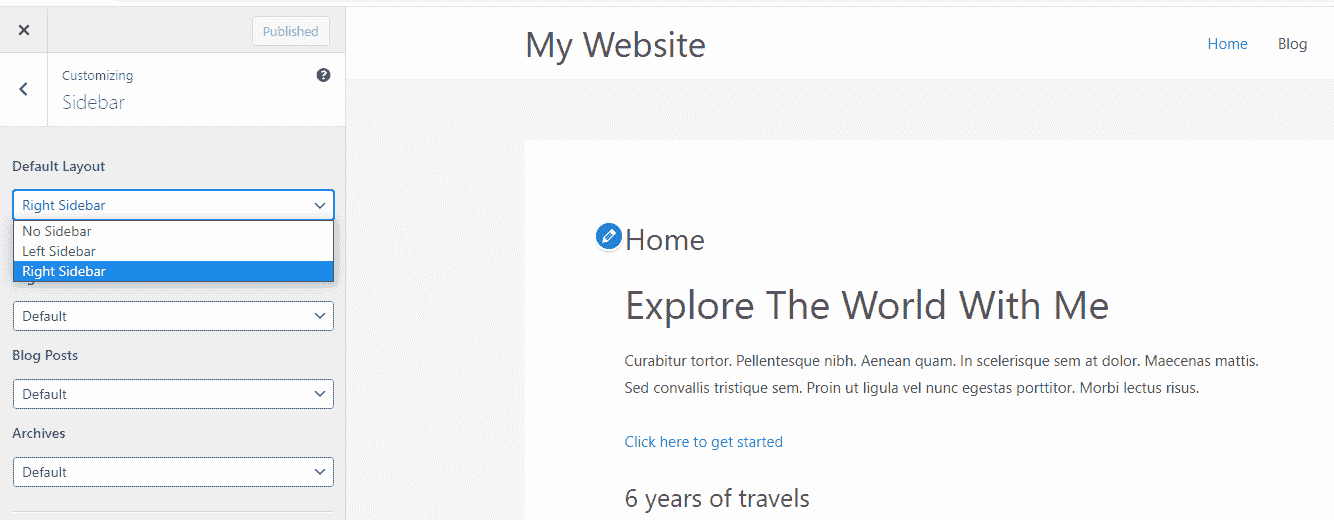 Published
Customizing
Sidebar
Default Layout
Right Sidebar
No Sidebar
Left Sidebar
Right Sidebar
Default
Blog Posts
Default
Archives
Default
My Website
Home Blog
Home
Explore The World With Me
Curabitur tortor. Pellentesque nibh. Aenean quam. In scelerisque sem at dolor. Maecenas mattis.
Sed convallis tristique sem. Proin ut ligula vel nunc egestas porttitor. Morbi lectus risus.
Click here to get started
6 years of travels